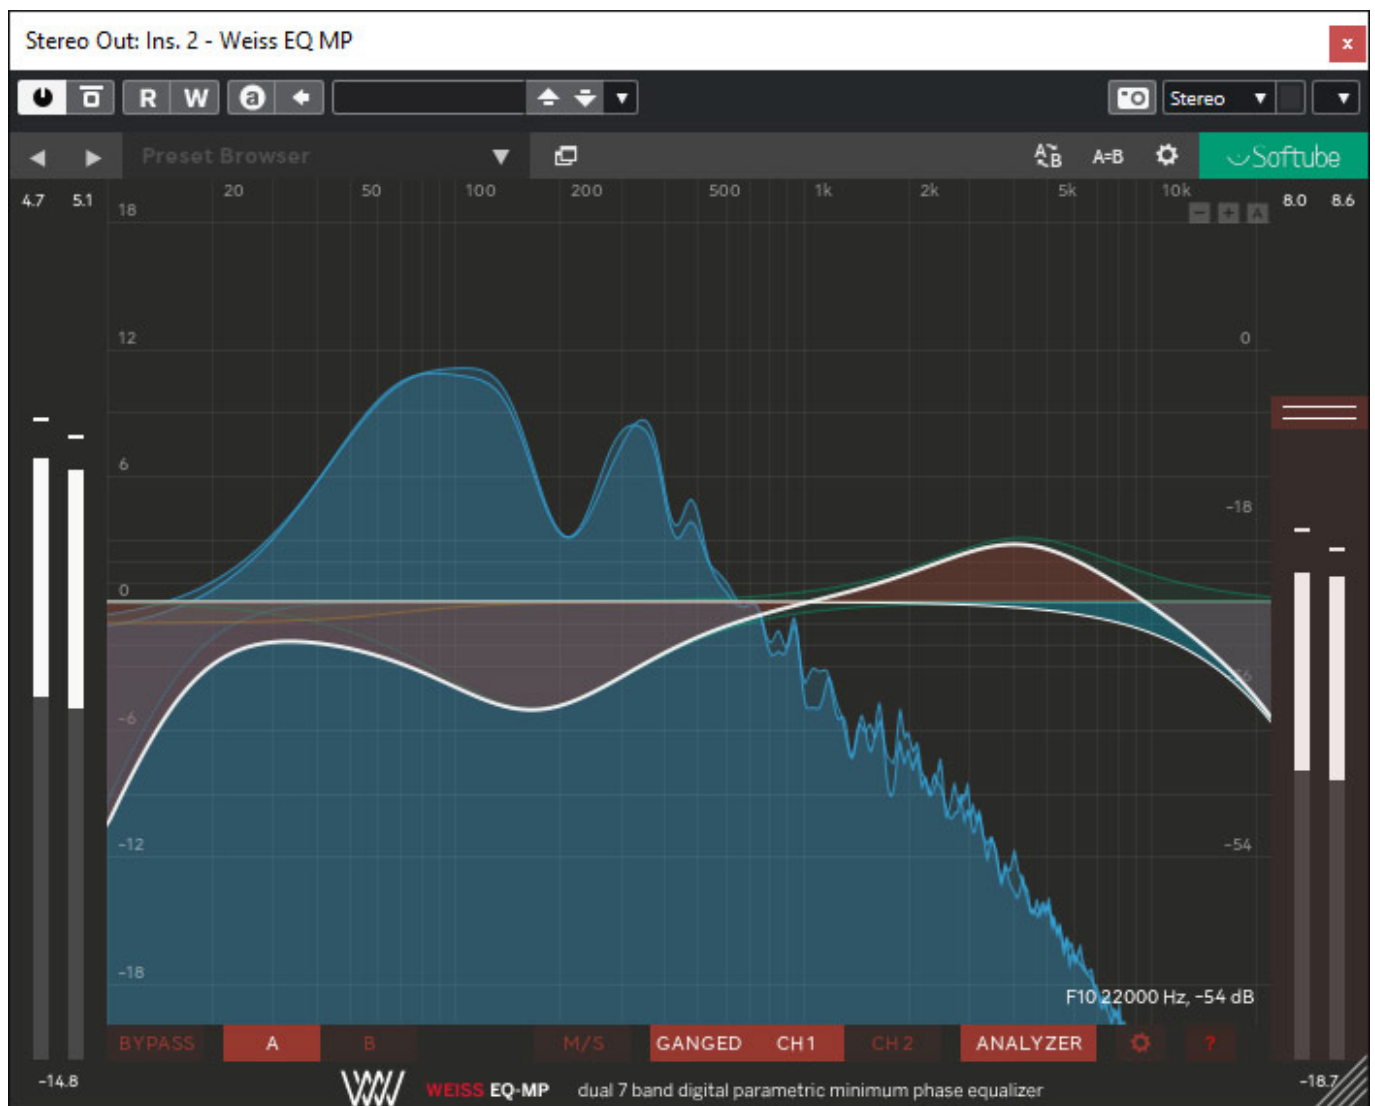 Stereo Out: Ins. 2 - Weiss EQ MP
x
R W a Stereo
Preset Browser A B A=B Softube
4.7 5.1 20 50 100 200 500 1k 2k 5k 10k 8.0 8.6
18 − + A
12 0
6
-18
0
-6
-12 -54
-18
F10 22000 Hz, -54 dB
BYPASS A B M/S GANGED CH1 CH2 ANALYZER ?
-14.8 WEISS EQ-MP dual 7 band digital parametric minimum phase equalizer -18.7